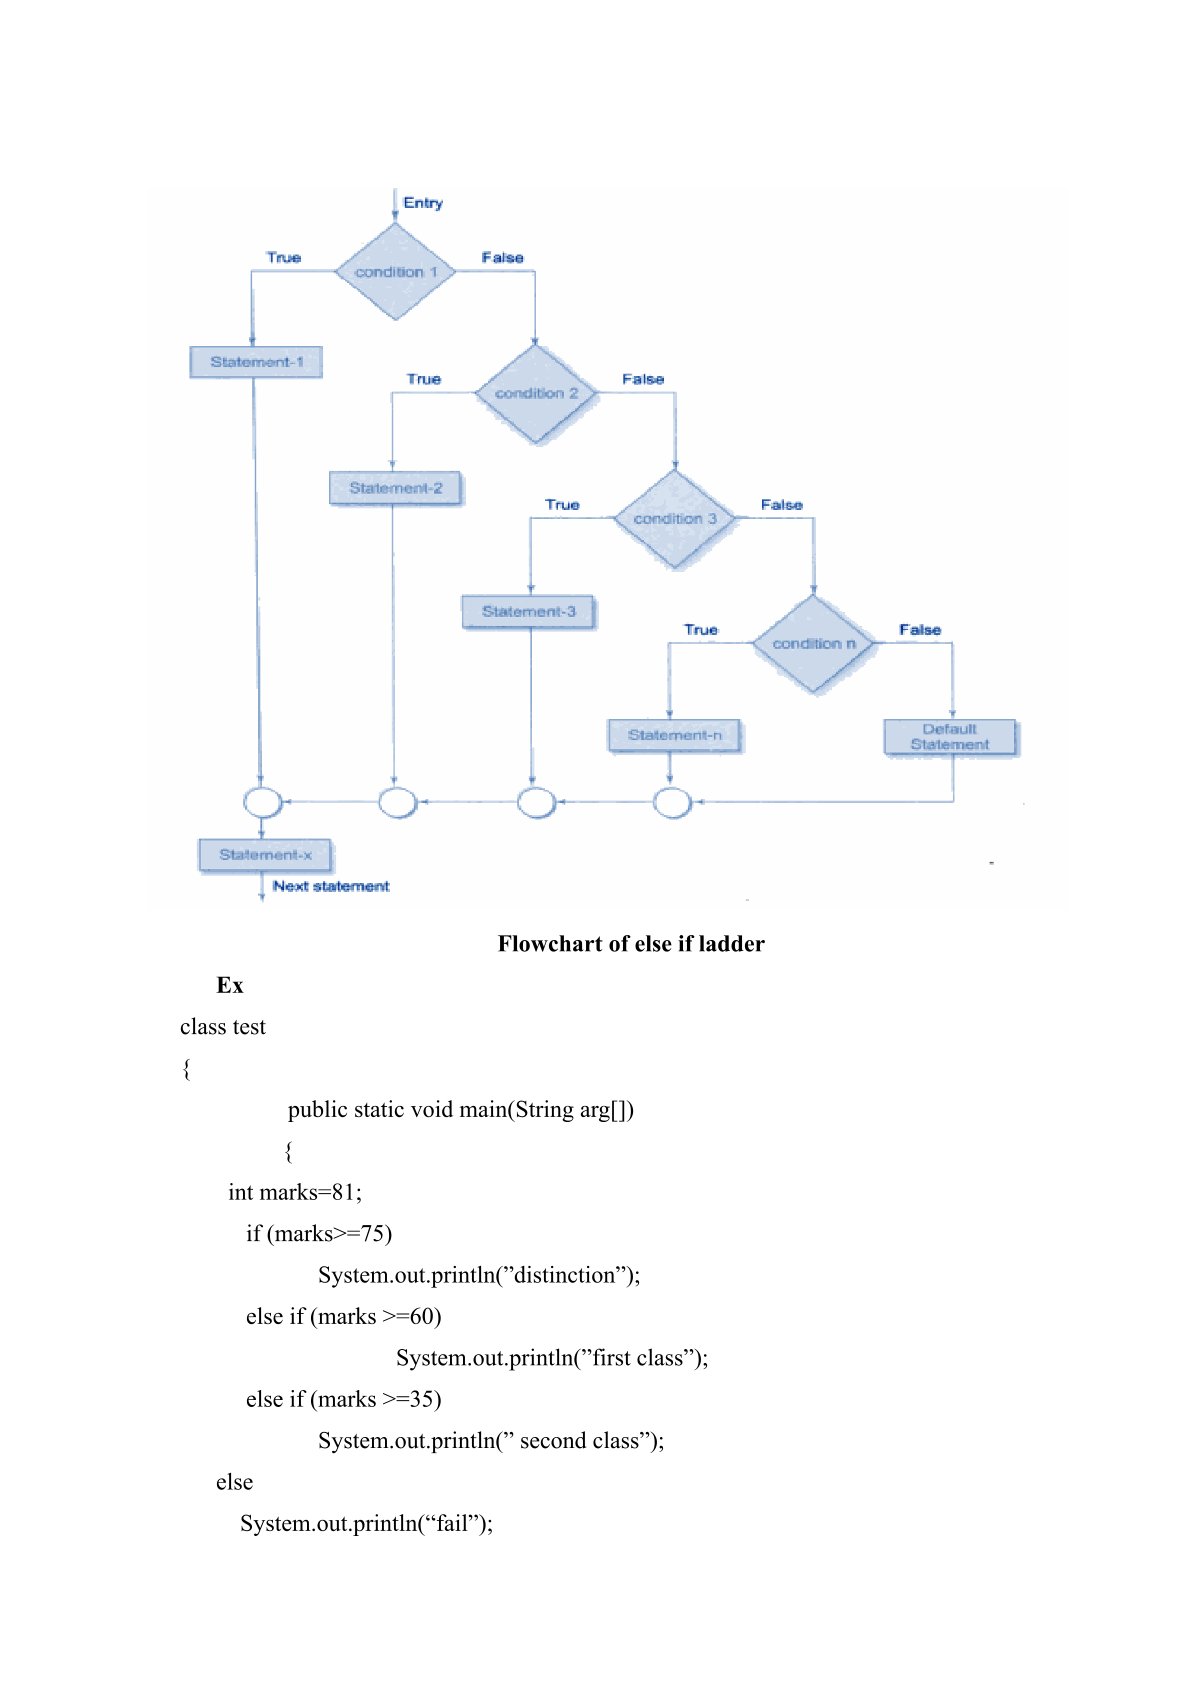 Entry
True
False
condition 1
Statement-1
True
False
condition 2
Statement-2
True
False
condition 3
Statement-3
True
False
condition n
Statement-n
Default
Statement
Statement-x
Next statement
Flowchart of else if ladder
Ex
class test
{
public static void main(String arg[])
{
int marks=81;
if (marks>=75)
System.out.println(”distinction”);
else if (marks >=60)
System.out.println(”first class”);
else if (marks >=35)
System.out.println(” second class”);
else
System.out.println(“fail”);